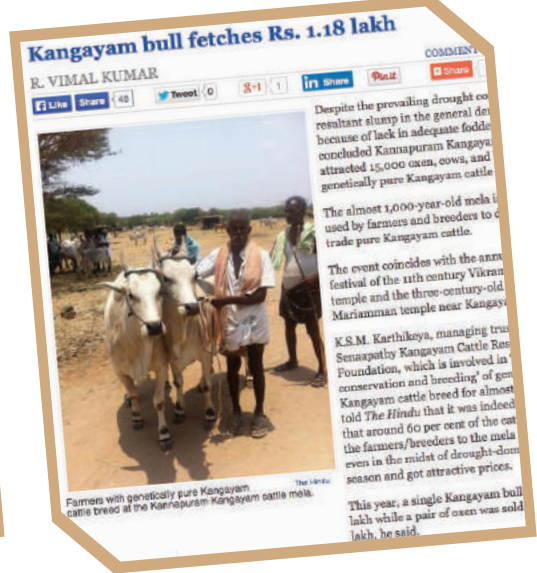 Kangayam bull fetches Rs. 1.18 lakh
R. VIMAL KUMAR
COMMENT
Like Share 48 Tweet 0 g+1 1 in Share Pin it Share
Despite the prevailing drought co
resultant slump in the general de
because of lack in adequate fodde
concluded Kannapuram Kangaya
attracted 15,000 oxen, cows, and
genetically pure Kangayam cattle
The almost 1,000-year-old mela i
used by farmers and breeders to
trade pure Kangayam cattle.
The event coincides with the annu
festival of the 11th century Vikran
temple and the three-century-old
Mariamman temple near Kangay
K.S.M. Karthikeya, managing trus
Senaapathy Kangayam Cattle Res
Foundation, which is involved in
conservation and breeding' of gen
Kangayam cattle breed for almost
told The Hindu that it was indeed
that around 60 per cent of the cat
the farmers/breeders to the mela
even in the midst of drought-dom
season and got attractive prices.
This year, a single Kangayam bull
lakh while a pair of oxen was sold
lakh, he said.
The Hindu
Farmers with genetically pure Kangayam
cattle breed at the Kannapuram Kangayam cattle mela.